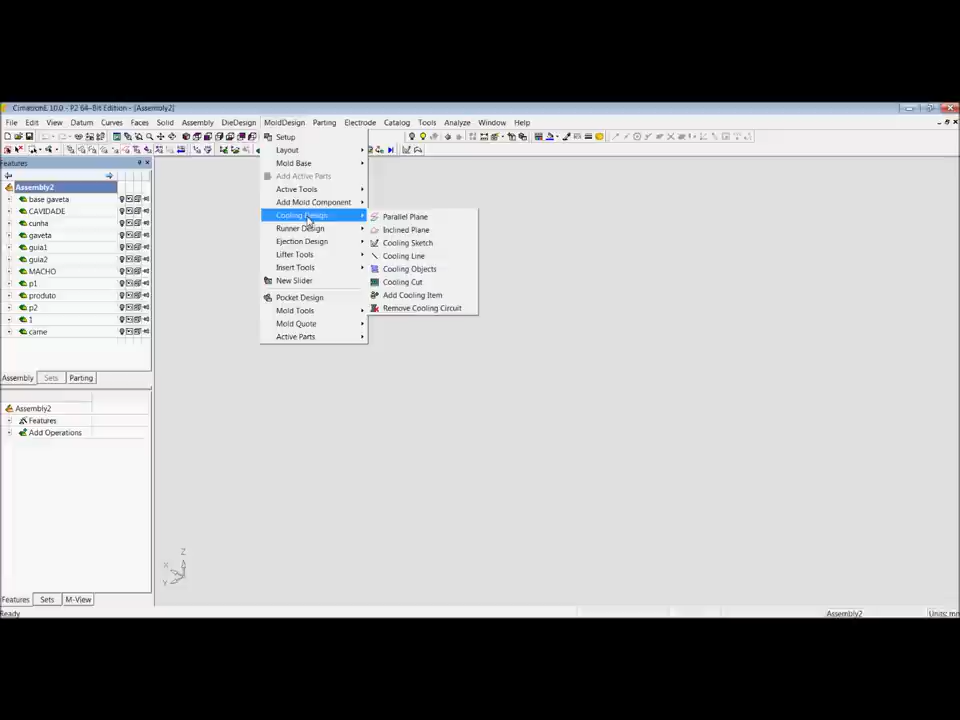 CimatronE 10.0 - P2 64-Bit Edition - [Assembly2]
File Edit View Datum Curves Faces Solid Assembly DieDesign MoldDesign Parting Electrode Catalog Tools Analyze Window Help
Features
Assembly2
base gaveta
CAVIDADE
cunha
gaveta
guia1
guia2
MACHO
p1
produto
p2
1
came
Assembly Sets Parting
Assembly2
Features
Add Operations
Features Sets M-View
Setup
Layout
Mold Base
Add Active Parts
Active Tools
Add Mold Component
Cooling Design
Runner Design
Ejection Design
Lifter Tools
Insert Tools
New Slider
Pocket Design
Mold Tools
Mold Quote
Active Parts
Parallel Plane
Inclined Plane
Cooling Sketch
Cooling Line
Cooling Objects
Cooling Cut
Add Cooling Item
Remove Cooling Circuit
Z
X
Y
Ready Assembly2 Units: mm